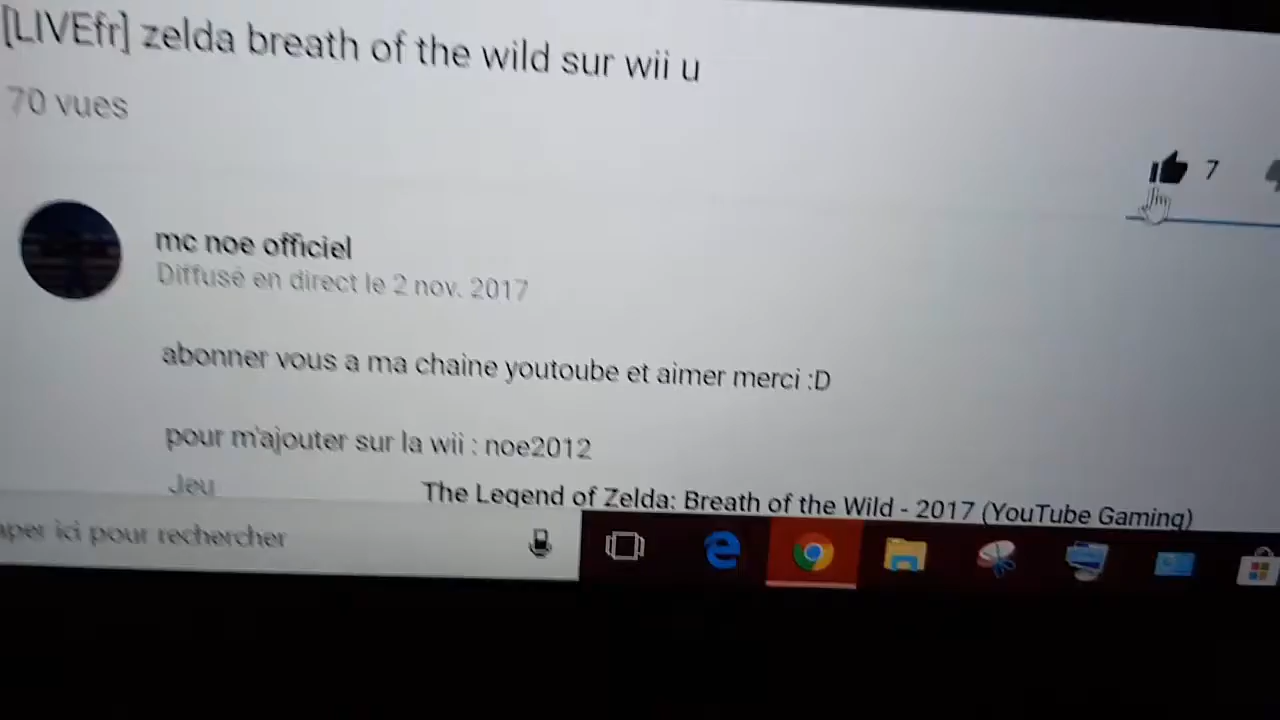 [LIVEfr] zelda breath of the wild sur wii u
70 vues
7
mc noe officiel
Diffusé en direct le 2 nov. 2017
abonner vous a ma chaine youtoube et aimer merci :D
pour m'ajouter sur la wii : noe2012
Jeu The Legend of Zelda: Breath of the Wild - 2017 (YouTube Gaming)
aper ici pour rechercher